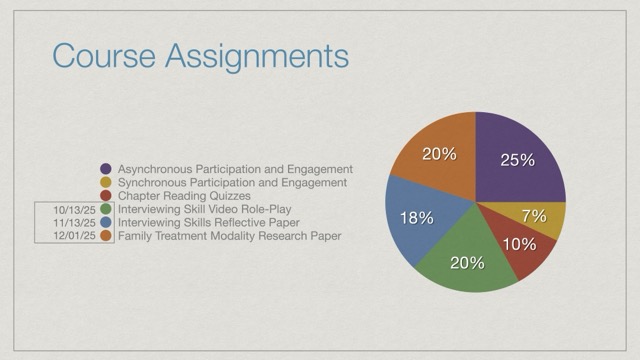 Course Assignments
Asynchronous Participation and Engagement
Synchronous Participation and Engagement
Chapter Reading Quizzes
10/13/25 Interviewing Skill Video Role-Play
11/13/25 Interviewing Skills Reflective Paper
12/01/25 Family Treatment Modality Research Paper
20% 25%
18% 7%
10%
20%